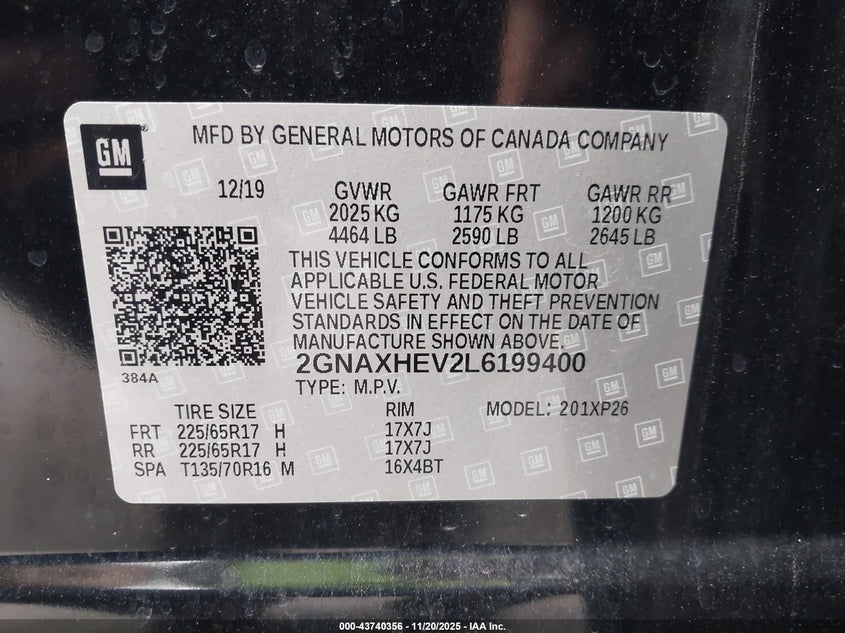 GM
MFD BY GENERAL MOTORS OF CANADA COMPANY
12/19 GVWR GAWR FRT GAWR RR
2025 KG 1175 KG 1200 KG
4464 LB 2590 LB 2645 LB
THIS VEHICLE CONFORMS TO ALL
APPLICABLE U.S. FEDERAL MOTOR
VEHICLE SAFETY AND THEFT PREVENTION
STANDARDS IN EFFECT ON THE DATE OF
MANUFACTURE SHOWN ABOVE.
2GNAXHEV2L6199400
384A
TYPE: M.P.V.
TIRE SIZE RIM MODEL: 201XP26
FRT 225/65R17 H 17X7J
RR 225/65R17 H 17X7J
SPA T135/70R16 M 16X4BT
000-43740356 - 11/20/2025 - IAA Inc.